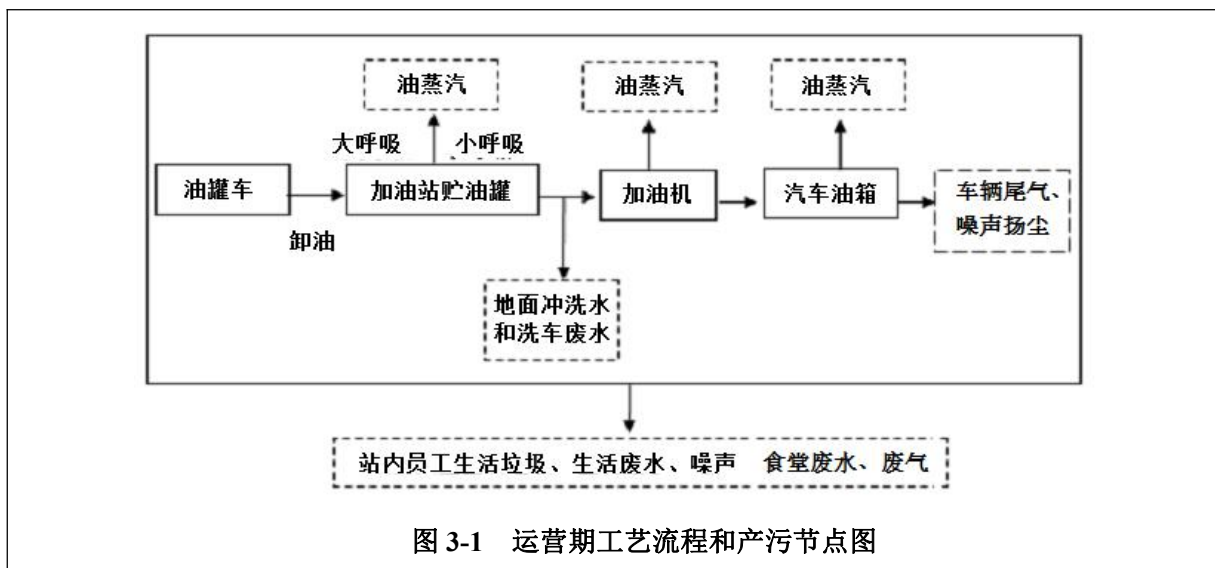 油蒸汽
油蒸汽
油蒸汽
大呼吸
小呼吸
油罐车
加油站贮油罐
加油机
汽车油箱
车辆尾气、
噪声扬尘
卸油
地面冲洗水
和洗车废水
站内员工生活垃圾、生活废水、噪声 食堂废水、废气
图 3-1 运营期工艺流程和产污节点图